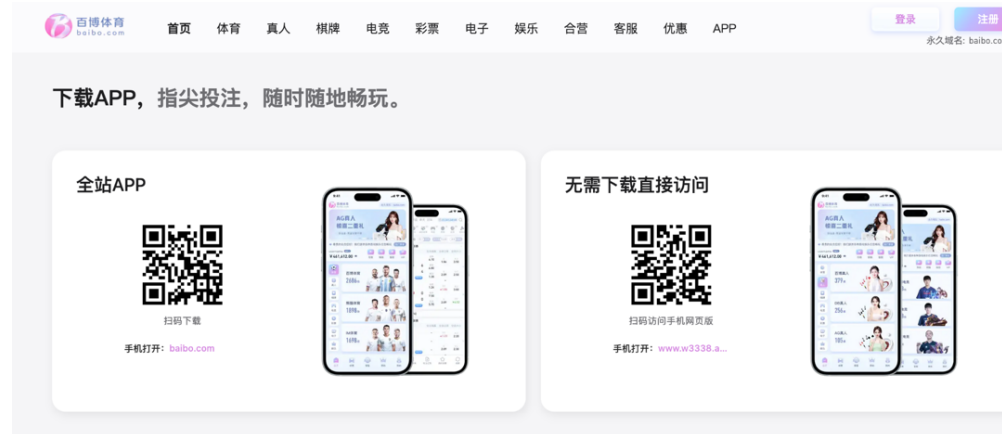 百博体育
baibo.com
首页 体育 真人 棋牌 电竞 彩票 电子 娱乐 合营 客服 优惠 APP
登录 注册
永久域名: baibo.co
下载APP，指尖投注，随时随地畅玩。
全站APP
扫码下载
手机打开：baibo.com
无需下载直接访问
扫码访问手机网页版
手机打开：www.w3338.a...
AG真人